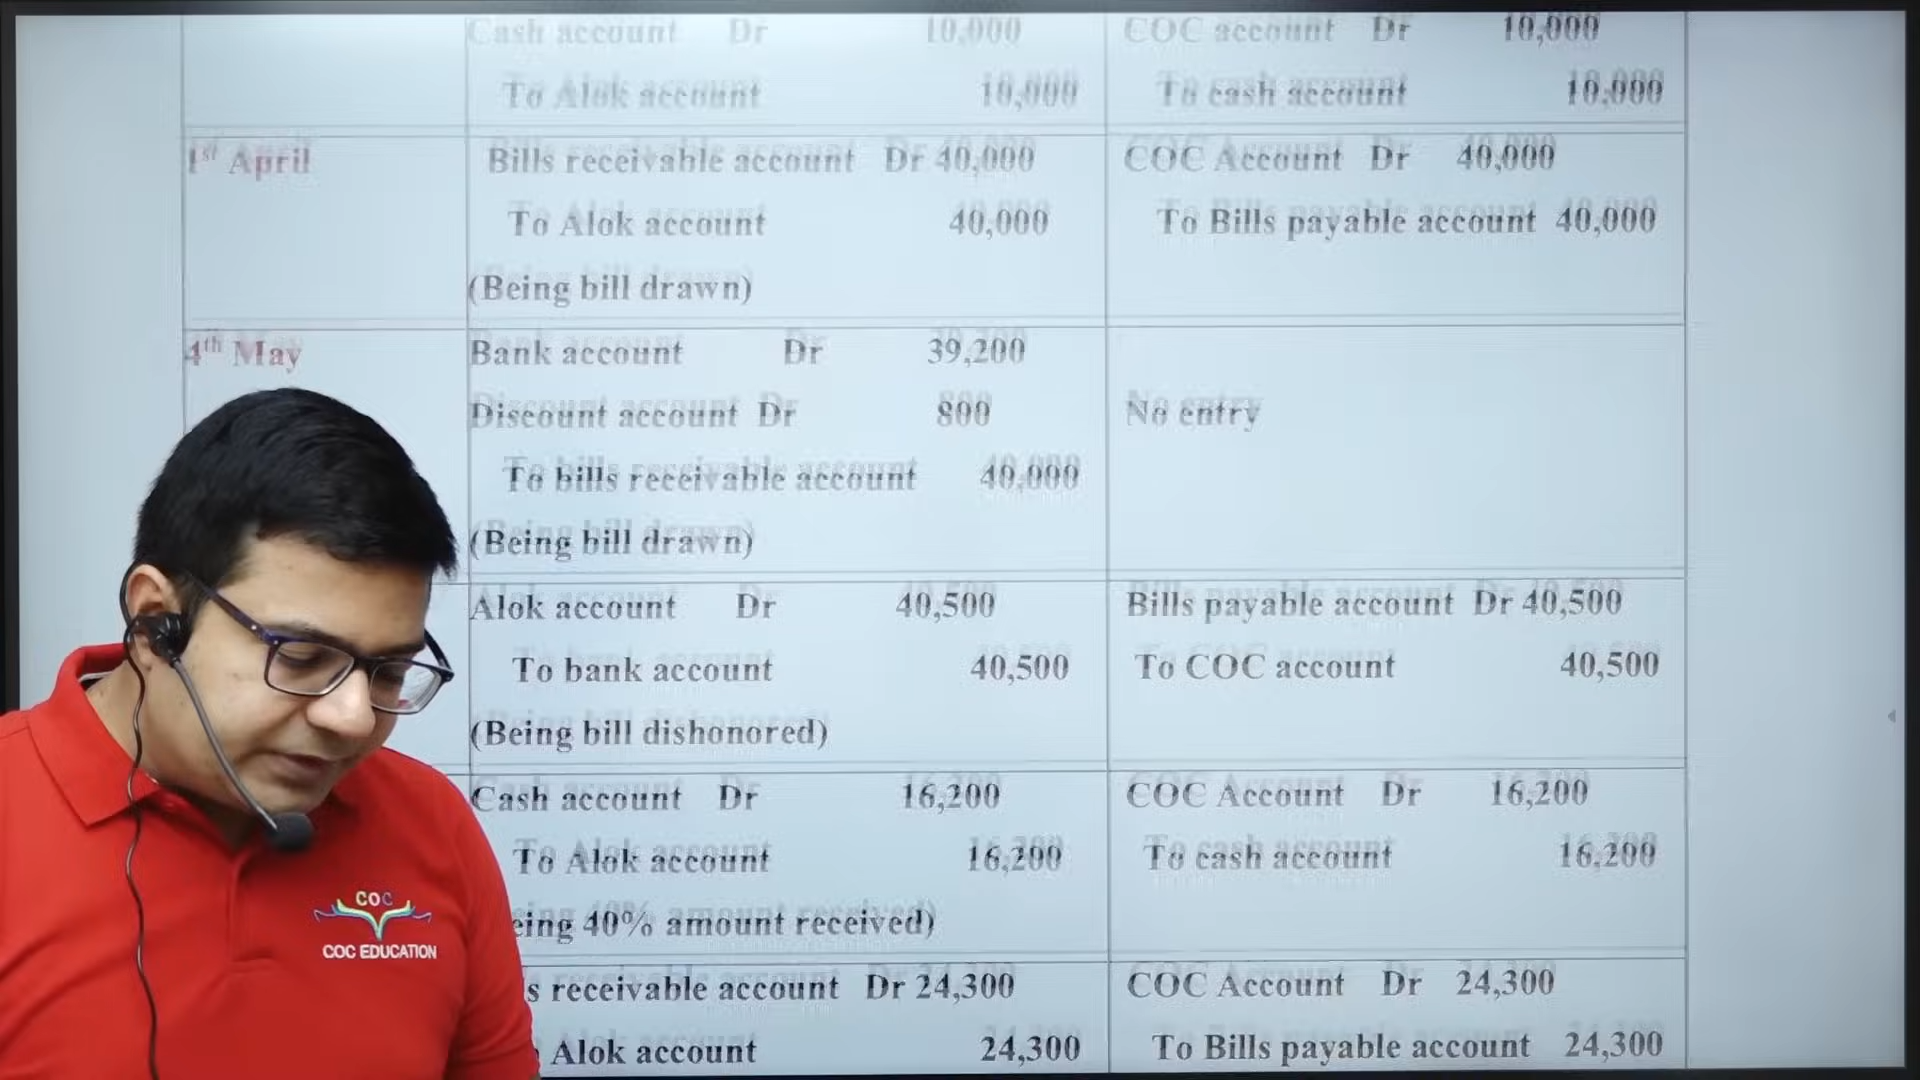 Cash account Dr 10,000
To Alok account 10,000
COC account Dr 10,000
To cash account 10,000
1st April
Bills receivable account Dr 40,000
To Alok account 40,000
(Being bill drawn)
COC Account Dr 40,000
To Bills payable account 40,000
4th May
Bank account Dr 39,200
Discount account Dr 800
To bills receivable account 40,000
(Being bill drawn)
No entry
Alok account Dr 40,500
To bank account 40,500
(Being bill dishonored)
Bills payable account Dr 40,500
To COC account 40,500
Cash account Dr 16,200
To Alok account 16,200
eing 40% amount received)
COC Account Dr 16,200
To cash account 16,200
s receivable account Dr 24,300
Alok account 24,300
COC Account Dr 24,300
To Bills payable account 24,300
COC
COC EDUCATION